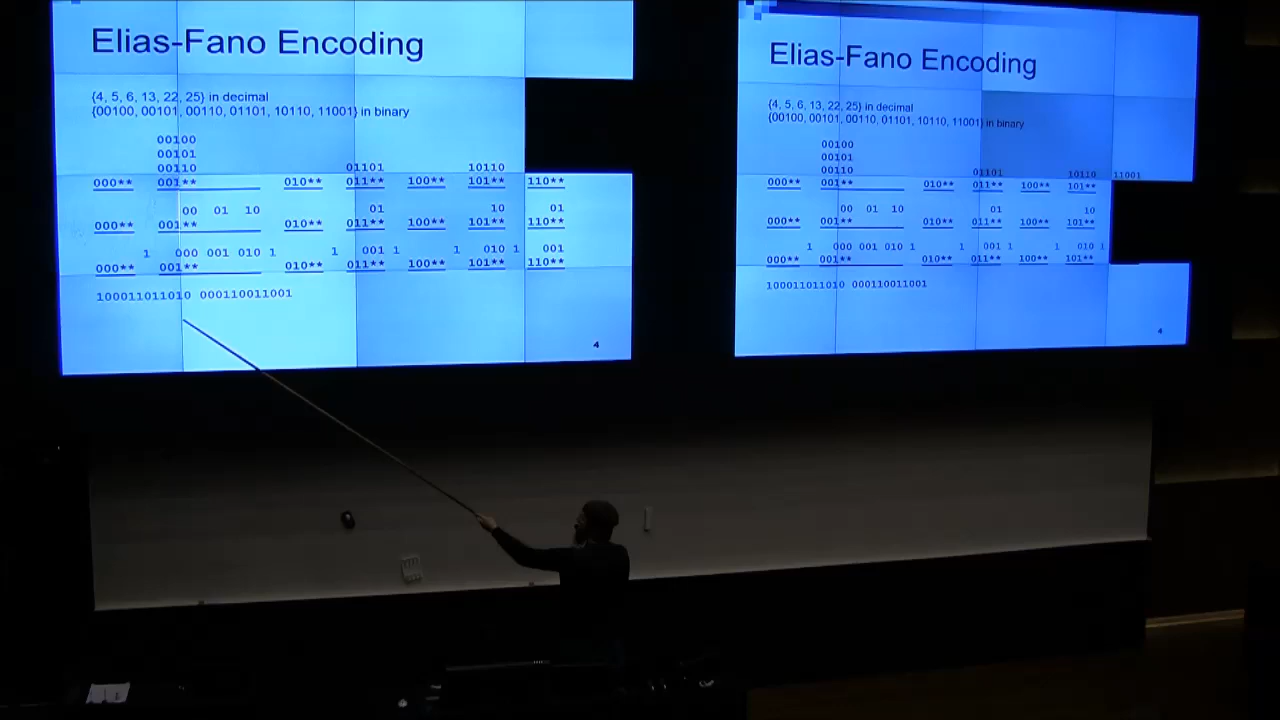 Elias-Fano Encoding
{4, 5, 6, 13, 22, 25} in decimal
{00100, 00101, 00110, 01101, 10110, 11001} in binary
00100
00101
00110 01101 10110
000** 001** 010** 011** 100** 101** 110**
00 01 10 01 10 01
000** 001** 010** 011** 100** 101** 110**
1 000 001 010 1 1 001 1 1 010 1 001
000** 001** 010** 011** 100** 101** 110**
100011011010 000110011001
4
Elias-Fano Encoding
{4, 5, 6, 13, 22, 25} in decimal
{00100, 00101, 00110, 01101, 10110, 11001} in binary
00100
00101
00110 01101 10110 11001
000** 001** 010** 011** 100** 101**
00 01 10 01 10
000** 001** 010** 011** 100** 101**
1 000 001 010 1 1 001 1 1 010 1
000** 001** 010** 011** 100** 101**
100011011010 000110011001
4